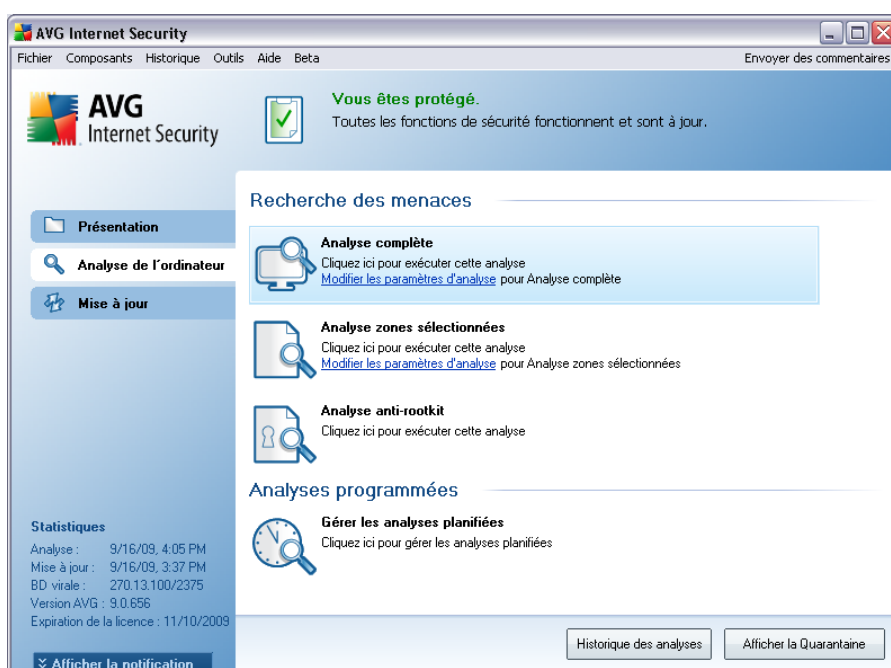 AVG Internet Security
Fichier Composants Historique Outils Aide Beta Envoyer des commentaires
AVG
Internet Security
Vous êtes protégé.
Toutes les fonctions de sécurité fonctionnent et sont à jour.
Présentation
Analyse de l´ordinateur
Mise à jour
Recherche des menaces
Analyse complète
Cliquez ici pour exécuter cette analyse
Modifier les paramètres d'analyse pour Analyse complète
Analyse zones sélectionnées
Cliquez ici pour exécuter cette analyse
Modifier les paramètres d'analyse pour Analyse zones sélectionnées
Analyse anti-rootkit
Cliquez ici pour exécuter cette analyse
Analyses programmées
Gérer les analyses planifiées
Cliquez ici pour gérer les analyses planifiées
Statistiques
Analyse : 9/16/09, 4:05 PM
Mise à jour : 9/16/09, 3:37 PM
BD virale : 270.13.100/2375
Version AVG : 9.0.656
Expiration de la licence : 11/10/2009
Afficher la notification
Historique des analyses
Afficher la Quarantaine